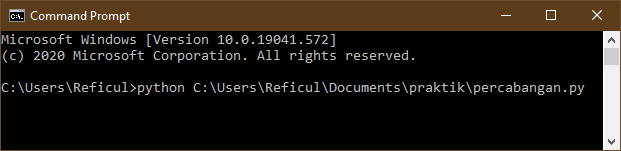 Command Prompt
Microsoft Windows [Version 10.0.19041.572]
(c) 2020 Microsoft Corporation. All rights reserved.
C:\Users\Reficul>python C:\Users\Reficul\Documents\praktik\percabangan.py